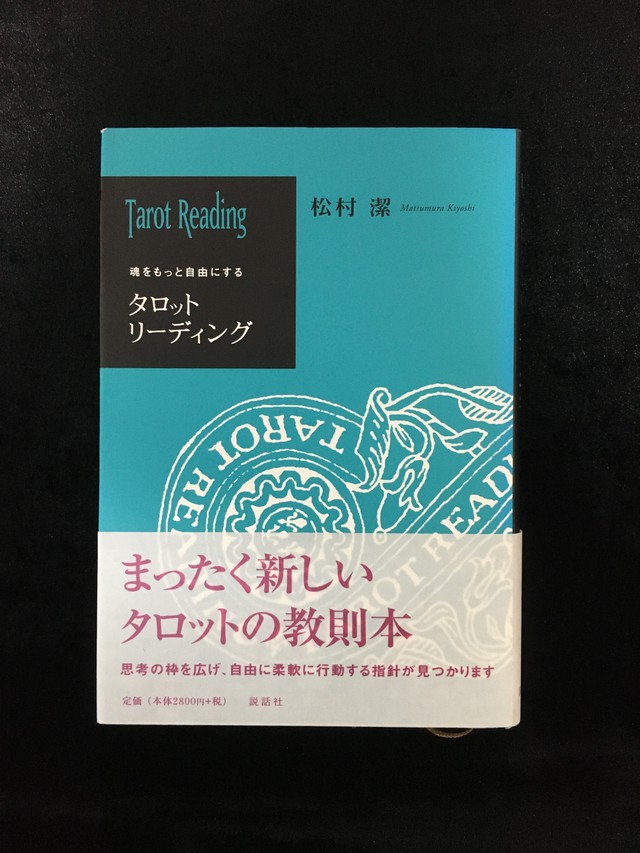 Tarot Reading
魂をもっと自由にする
タロット
リーディング
松村 潔 Matsumura Kiyoshi
TAROT REV
TAROT READ
まったく新しい
タロットの教則本
思考の枠を広げ、自由に柔軟に行動する指針が見つかります
定価(本体2800円+税) 説話社